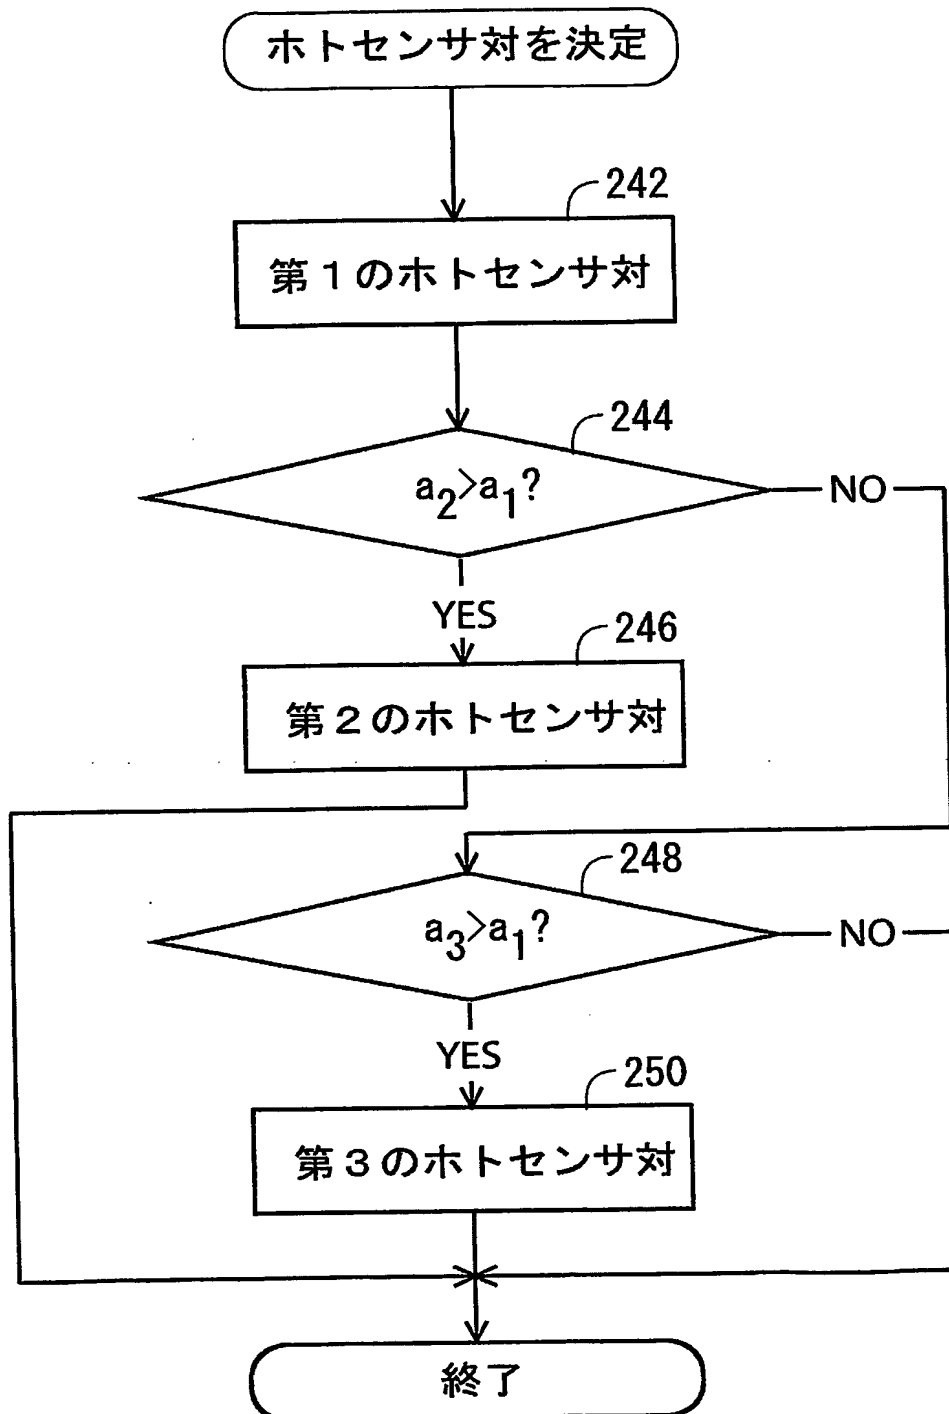 ホトセンサ対を決定
242
第1のホトセンサ対
244
a2>a1?
NO
YES
246
第2のホトセンサ対
248
a3>a1?
NO
YES
250
第3のホトセンサ対
終了